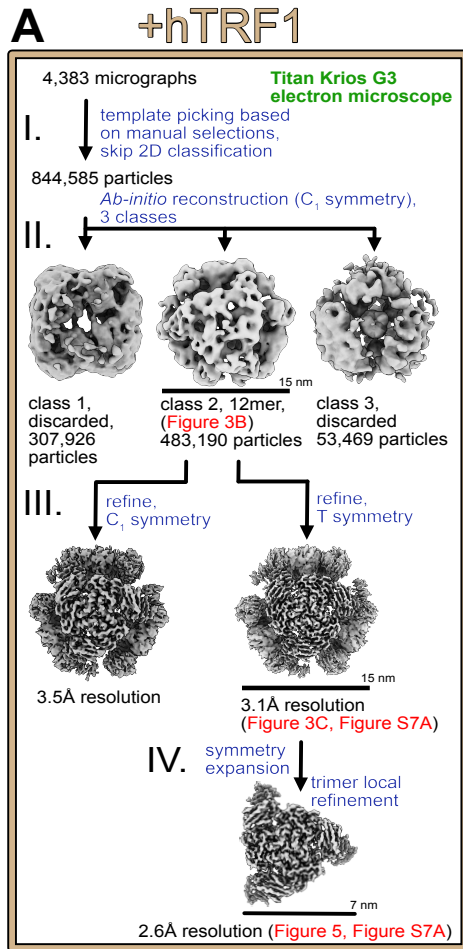 A
+hTRF1
4,383 micrographs
Titan Krios G3
electron microscope
I.
template picking based
on manual selections,
skip 2D classification
844,585 particles
Ab-initio reconstruction (C₁ symmetry),
3 classes
II.
15 nm
class 1,
discarded,
307,926
particles
class 2, 12mer,
(Figure 3B)
483,190 particles
class 3,
discarded
53,469 particles
III.
refine,
C₁ symmetry
refine,
T symmetry
3.5Å resolution
15 nm
3.1Å resolution
(Figure 3C, Figure S7A)
IV.
symmetry
expansion
trimer local
refinement
7 nm
2.6Å resolution (Figure 5, Figure S7A)